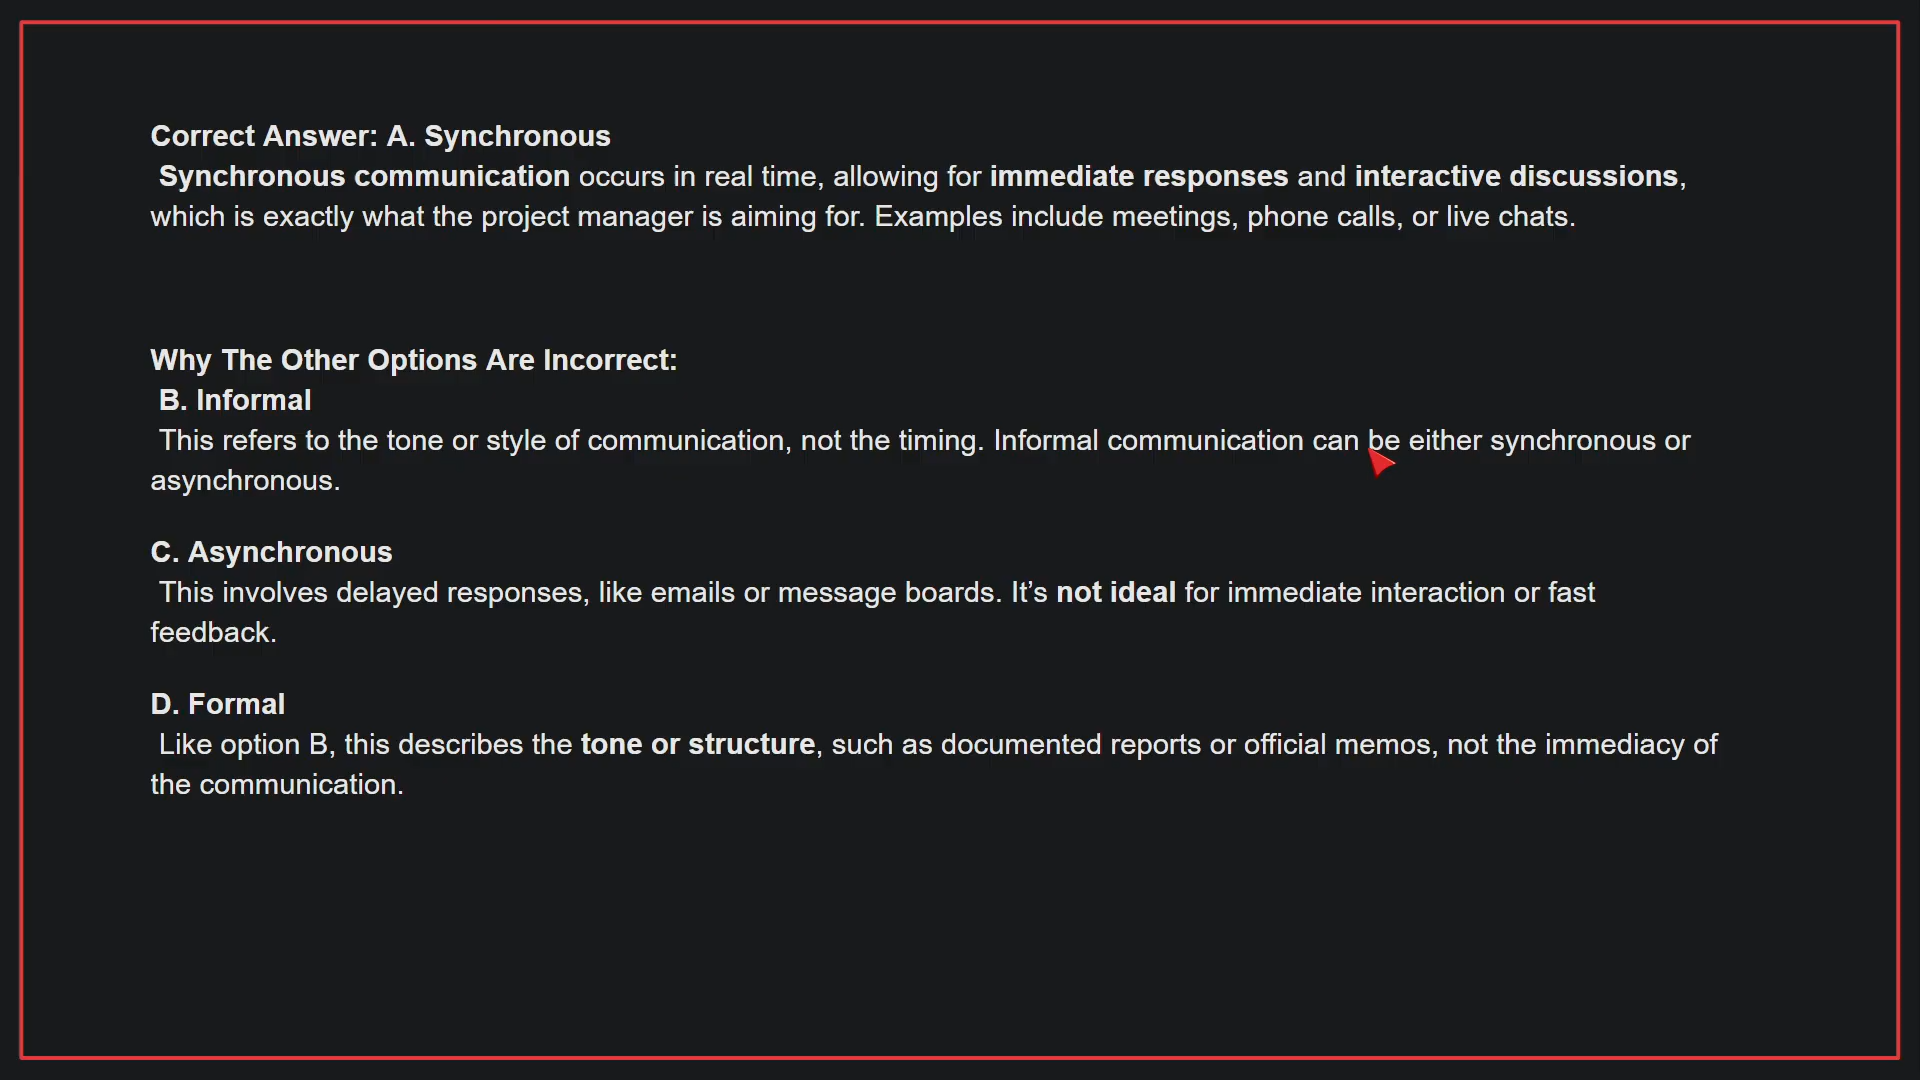 Correct Answer: A. Synchronous
Synchronous communication occurs in real time, allowing for immediate responses and interactive discussions,
which is exactly what the project manager is aiming for. Examples include meetings, phone calls, or live chats.
Why The Other Options Are Incorrect:
B. Informal
This refers to the tone or style of communication, not the timing. Informal communication can be either synchronous or
asynchronous.
C. Asynchronous
This involves delayed responses, like emails or message boards. It’s not ideal for immediate interaction or fast
feedback.
D. Formal
Like option B, this describes the tone or structure, such as documented reports or official memos, not the immediacy of
the communication.